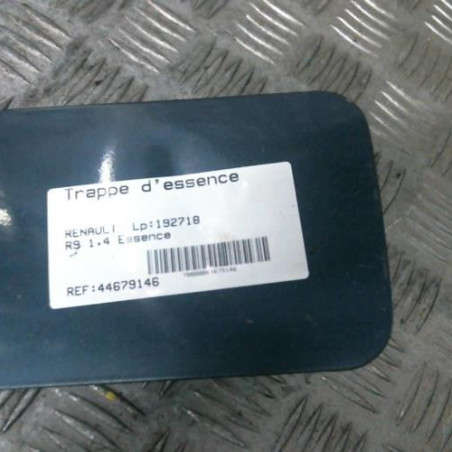 Trappe d'essence
RENAULT Lp:192718
R9 1.4 Essence
REF:44679146